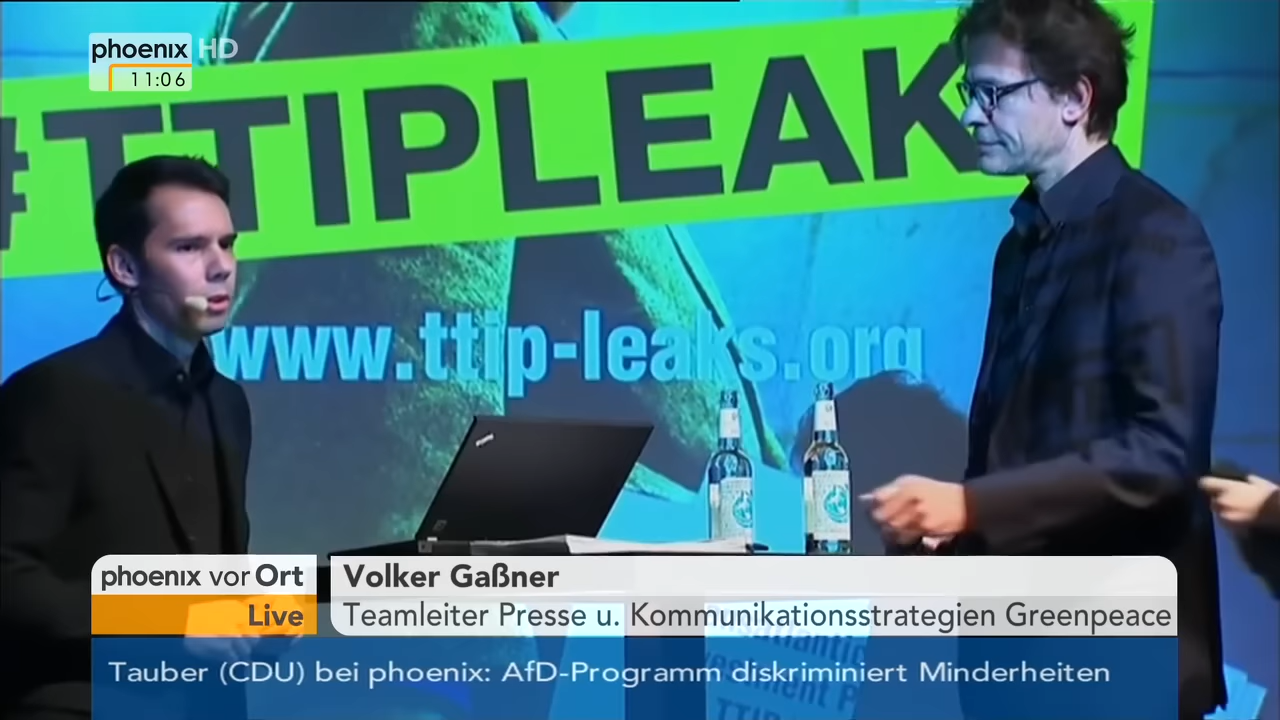 phoenix HD
11:06
#TTIPLEAK
www.ttip-leaks.org
phoenix vor Ort
Live
Volker Gaßner
Teamleiter Presse u. Kommunikationsstrategien Greenpeace
Tauber (CDU) bei phoenix: AfD-Programm diskriminiert Minderheiten